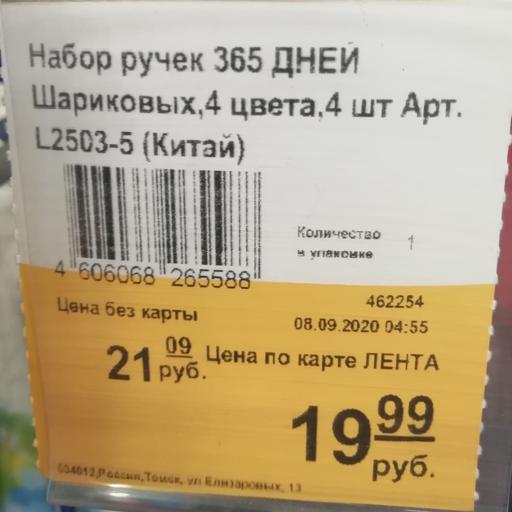 Набор ручек 365 ДНЕЙ
Шариковых,4 цвета,4 шт Арт.
L2503-5 (Китай)
Количество 1
в упаковке
4 606068 265588
462254
Цена без карты
08.09.2020 04:55
21 09 руб.
Цена по карте ЛЕНТА
19 99 руб.
634012,Россия,Томск, ул Елизаровых, 13